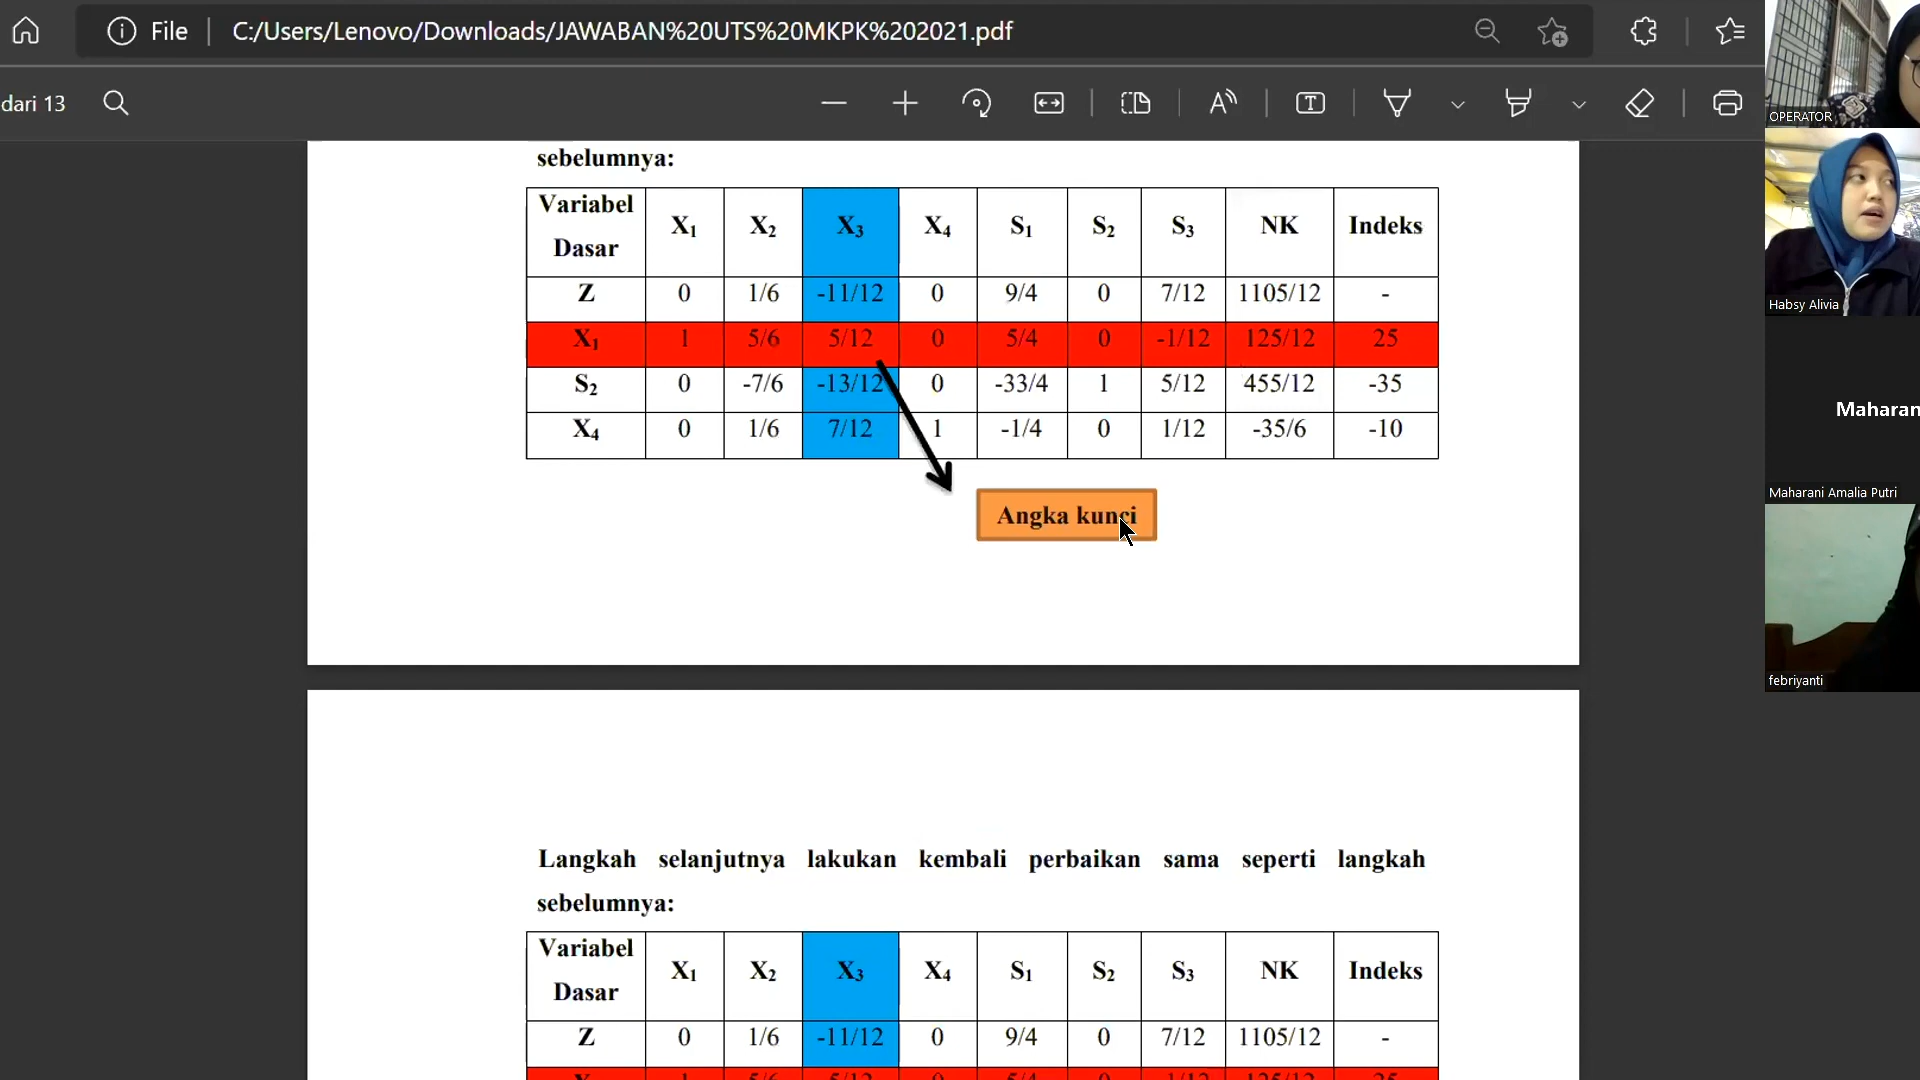 File | C:/Users/Lenovo/Downloads/JAWABAN%20UTS%20MKPK%202021.pdf
dari 13
sebelumnya:
Variabel Dasar X₁ X₂ X₃ X₄ S₁ S₂ S₃ NK Indeks
Z 0 1/6 -11/12 0 9/4 0 7/12 1105/12 -
X₁ 1 5/6 5/12 0 5/4 0 -1/12 125/12 25
S₂ 0 -7/6 -13/12 0 -33/4 1 5/12 455/12 -35
X₄ 0 1/6 7/12 1 -1/4 0 1/12 -35/6 -10
Angka kunci
Langkah selanjutnya lakukan kembali perbaikan sama seperti langkah
sebelumnya:
Variabel Dasar X₁ X₂ X₃ X₄ S₁ S₂ S₃ NK Indeks
Z 0 1/6 -11/12 0 9/4 0 7/12 1105/12 -
OPERATOR
Habsy Alivia
Maharan
Maharani Amalia Putri
febriyanti